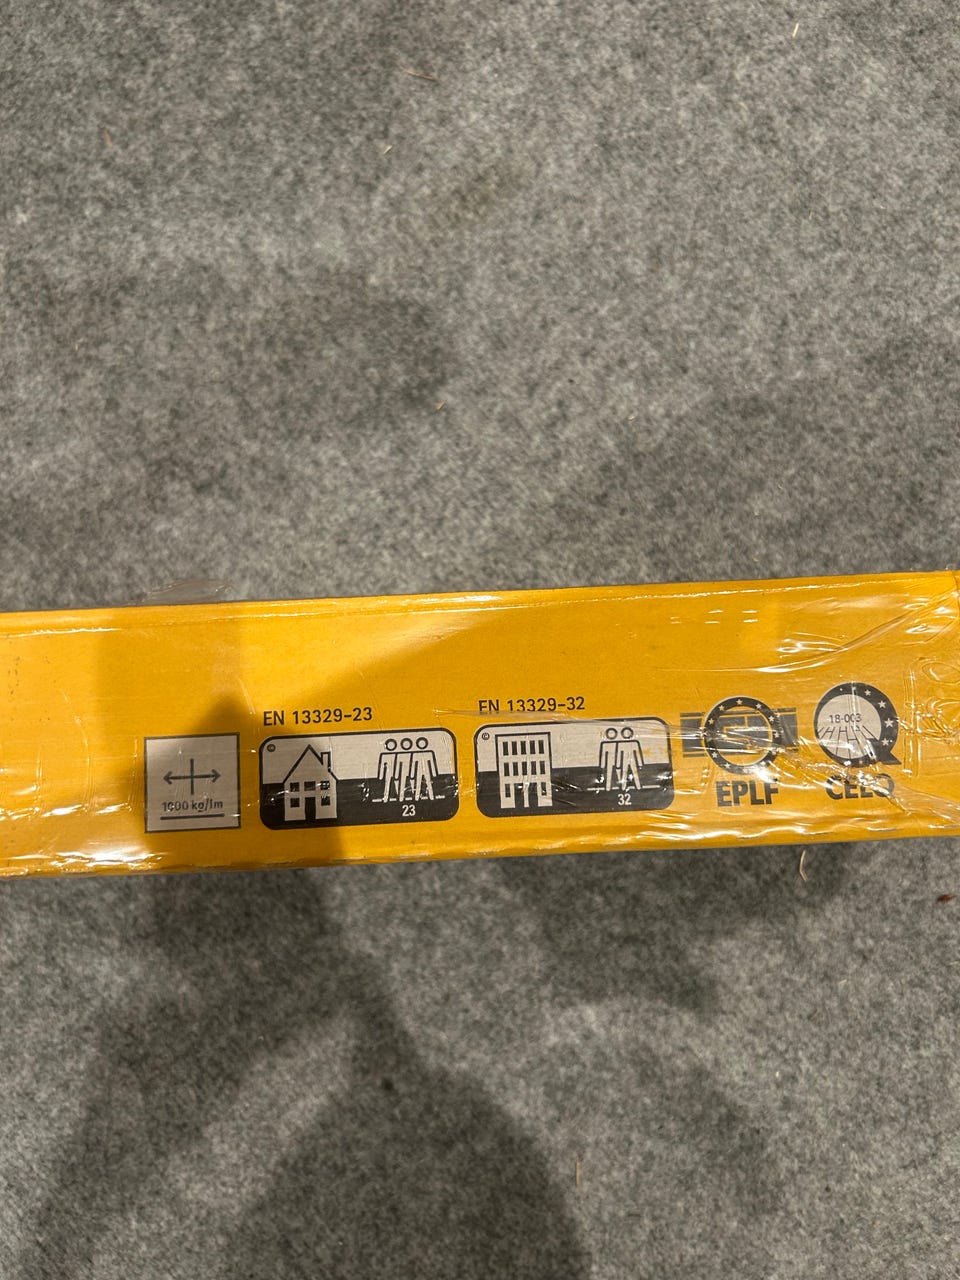 EN 13329-23
EN 13329-32
©
©
18-003
1000 kg/lm
23
32
EPLF
CELQ